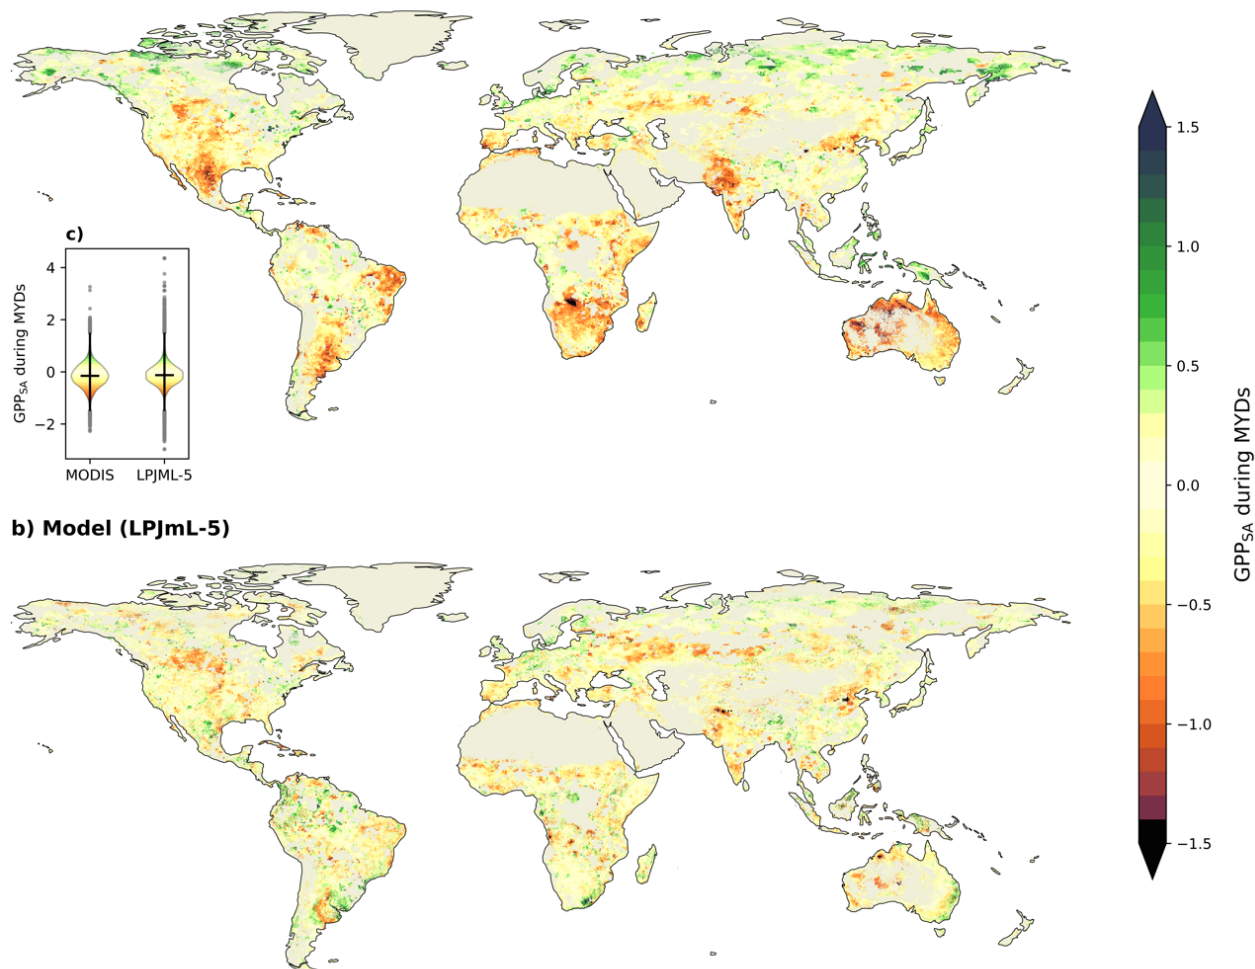 c)
4
2
0
−2
GPPSA during MYDs
MODIS
LPJML-5
b) Model (LPJmL-5)
1.5
1.0
0.5
0.0
−0.5
−1.0
−1.5
GPPSA during MYDs